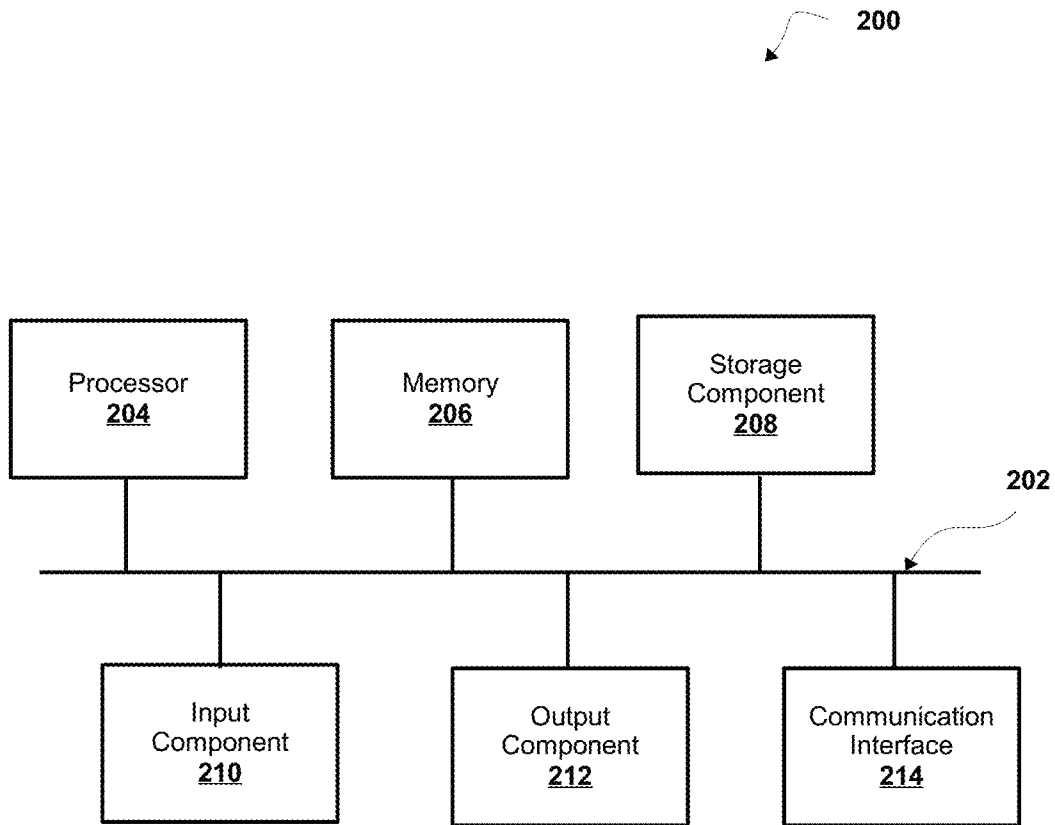 200
Processor
204
Memory
206
Storage
Component
208
202
Input
Component
210
Output
Component
212
Communication
Interface
214